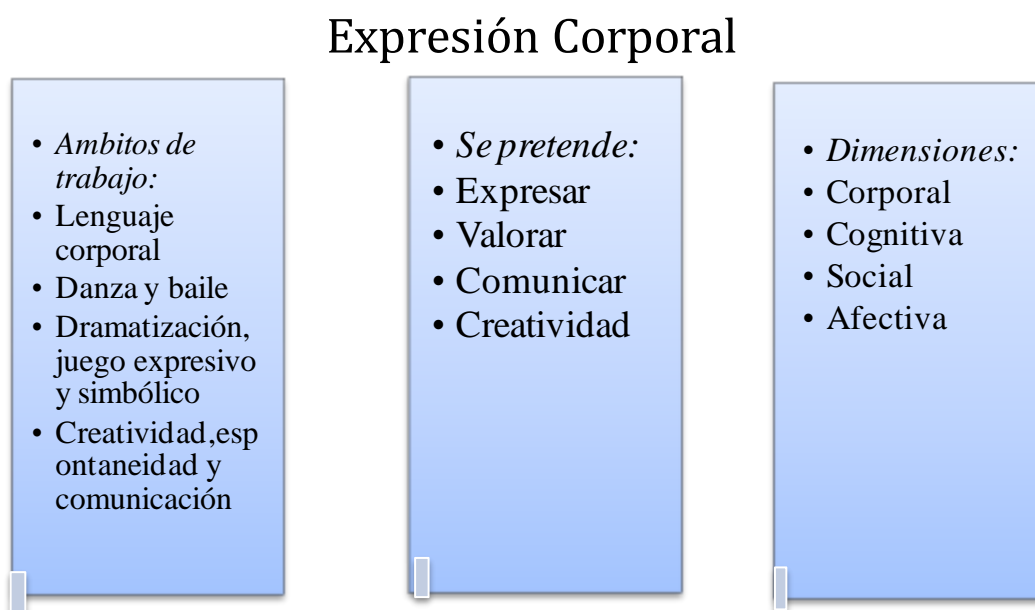 Expresión Corporal
• Ambitos de
trabajo:
• Lenguaje
corporal
• Danza y baile
• Dramatización,
juego expresivo
y simbólico
• Creatividad,esp
ontaneidad y
comunicación
• Se pretende:
• Expresar
• Valorar
• Comunicar
• Creatividad
• Dimensiones:
• Corporal
• Cognitiva
• Social
• Afectiva